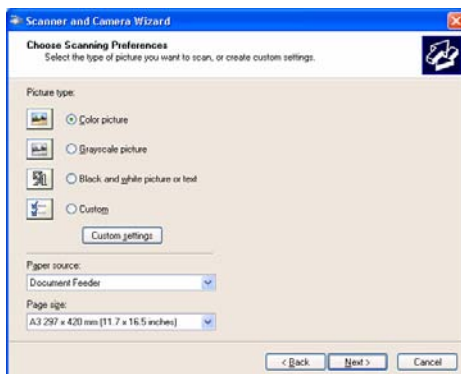 Scanner and Camera Wizard
Choose Scanning Preferences
Select the type of picture you want to scan, or create custom settings.
Picture type:
Color picture
Grayscale picture
Black and white picture or text
Custom
Custom settings
Paper source:
Document Feeder
Page size:
A3 297 x 420 mm (11.7 x 16.5 inches)
< Back Next > Cancel